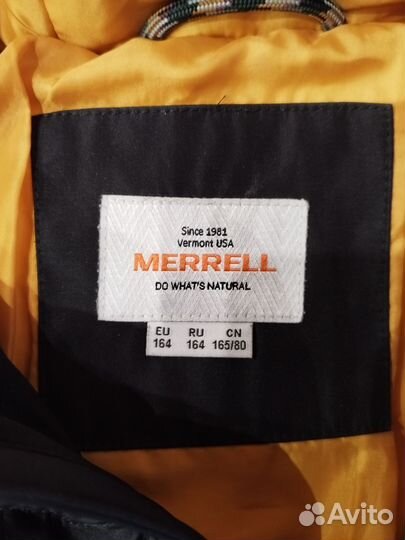 Since 1981
Vermont USA
MERRELL
DO WHAT'S NATURAL
EU RU CN
164 164 165/80
Avito